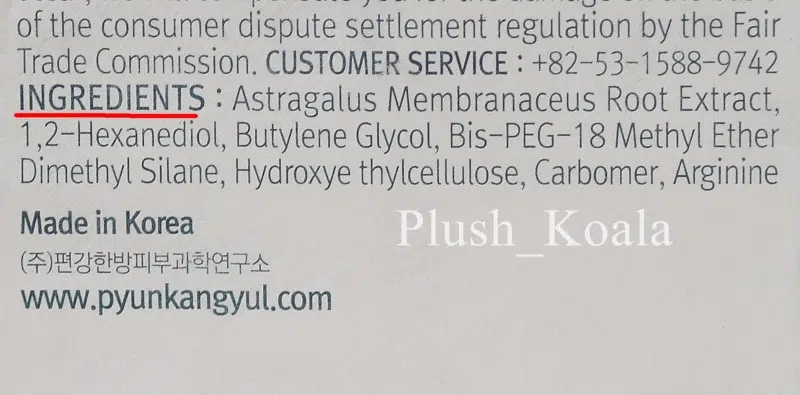 of the consumer dispute settlement regulation by the Fair
Trade Commission. CUSTOMER SERVICE : +82-53-1588-9742
INGREDIENTS : Astragalus Membranaceus Root Extract,
1,2-Hexanediol, Butylene Glycol, Bis-PEG-18 Methyl Ether
Dimethyl Silane, Hydroxye thylcellulose, Carbomer, Arginine
Made in Korea
Plush_Koala
(주)편강한방피부과학연구소
www.pyunkangyul.com